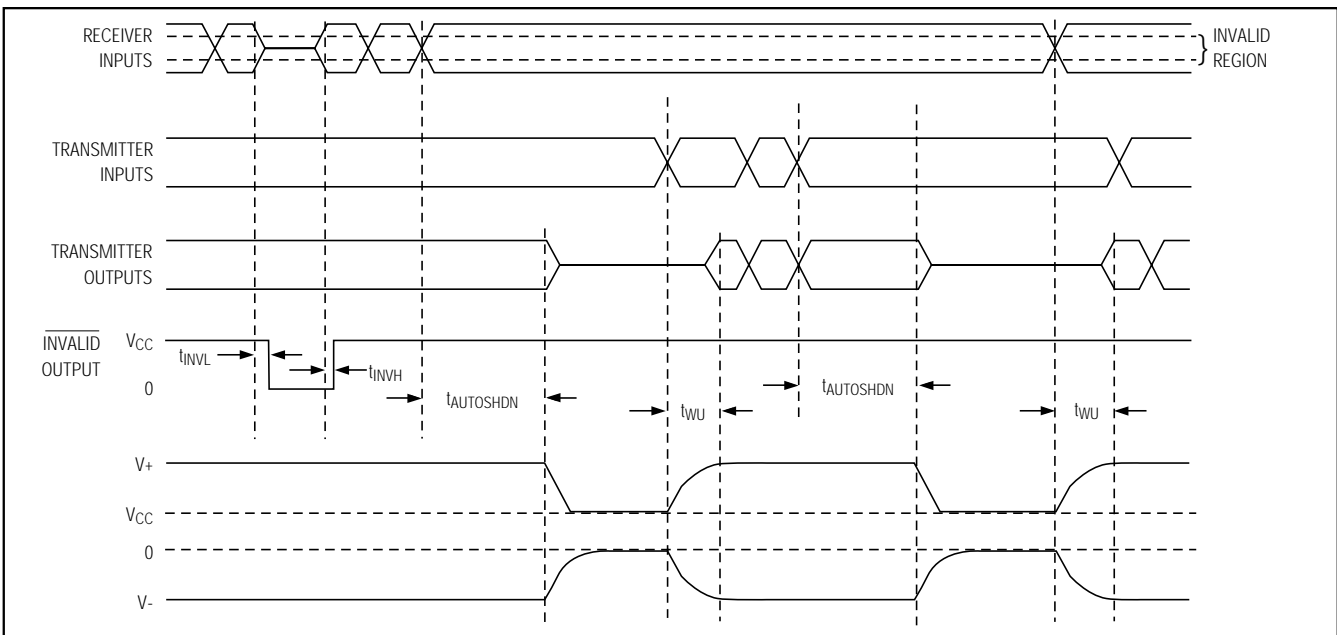 RECEIVER
INPUTS
INVALID
REGION
TRANSMITTER
INPUTS
TRANSMITTER
OUTPUTS
INVALID
OUTPUT
VCC
0
tINVL
tINVH
tAUTOSHDN
tWU
tAUTOSHDN
tWU
V+
VCC
0
V-